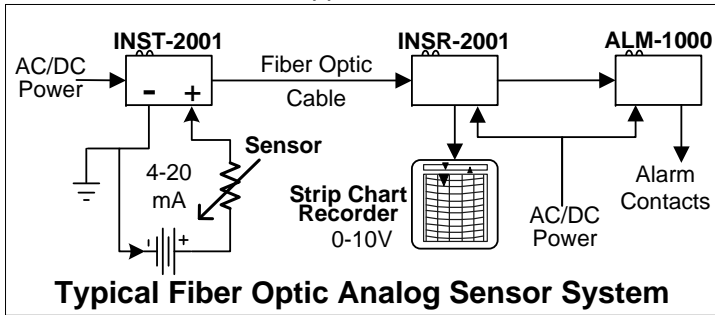 INST-2001
INSR-2001
ALM-1000
AC/DC
Power
- +
Fiber Optic
Cable
Sensor
4-20
mA
- +
Strip Chart
Recorder
0-10V
AC/DC
Power
Alarm
Contacts
Typical Fiber Optic Analog Sensor System